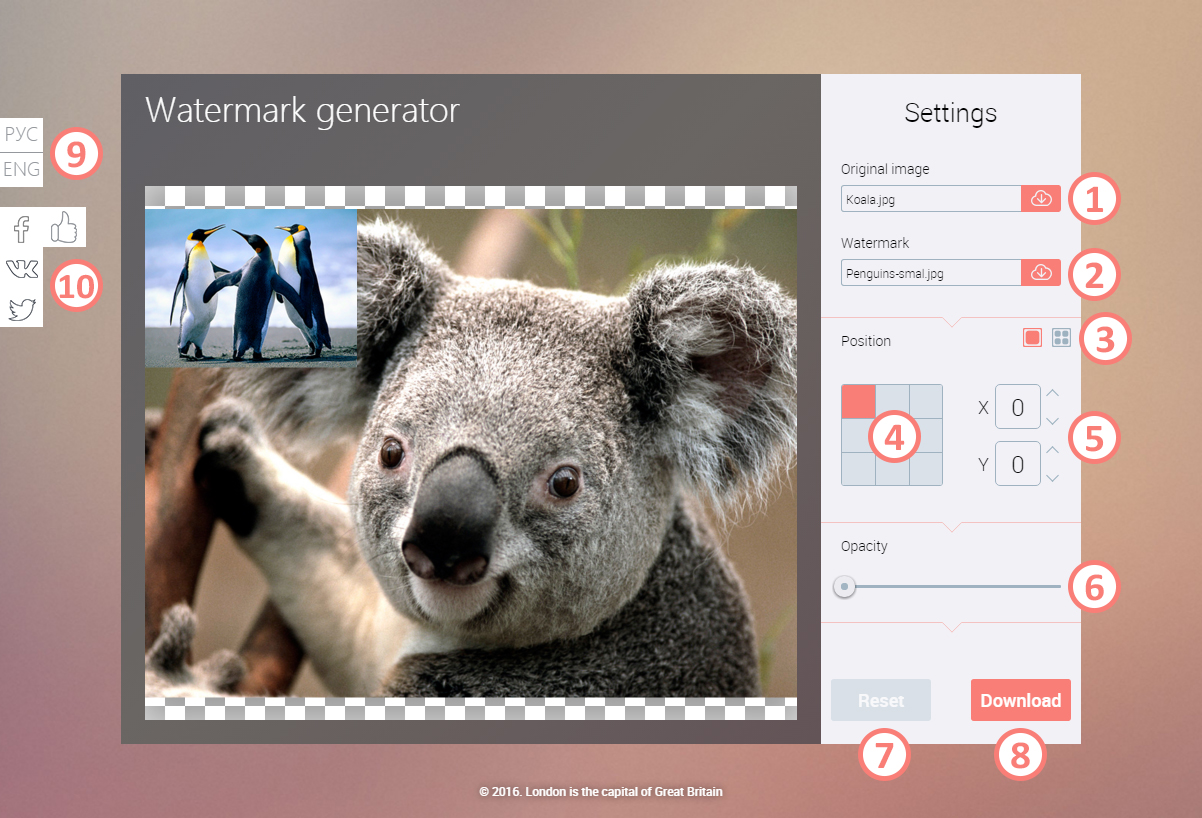 Watermark generator
Settings
РУС
ENG
9
10
Original image
Koala.jpg
1
Watermark
Penguins-smal.jpg
2
Position
3
4
X 0
Y 0
5
Opacity
6
Reset
Download
7
8
© 2016. London is the capital of Great Britain